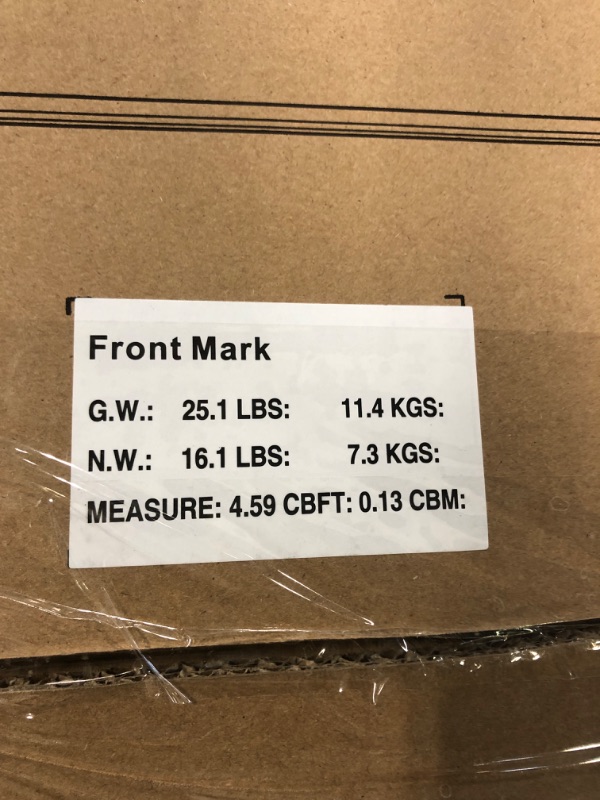 Front Mark
G.W.: 25.1 LBS: 11.4 KGS:
N.W.: 16.1 LBS: 7.3 KGS:
MEASURE: 4.59 CBFT: 0.13 CBM: